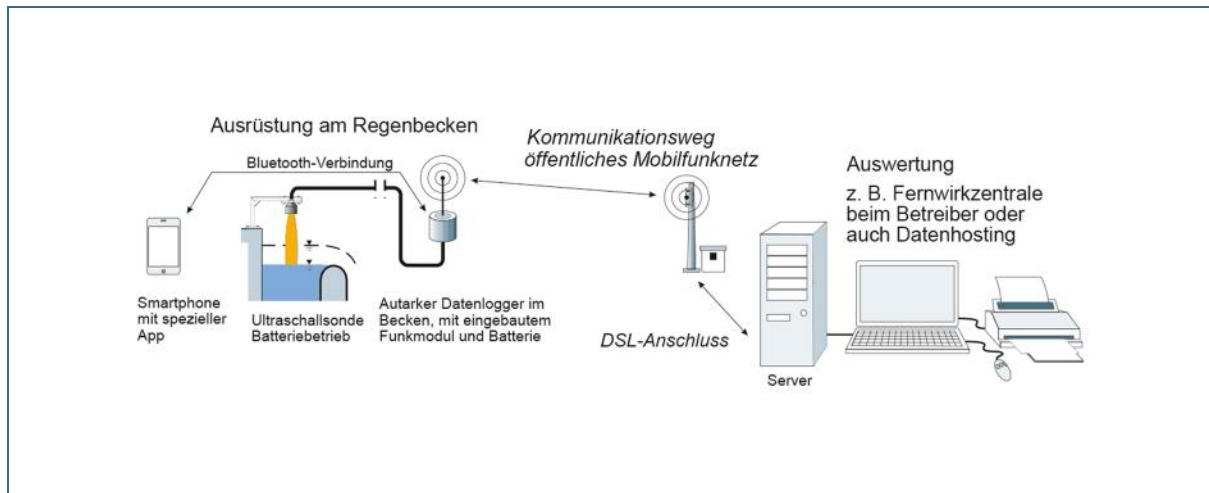 Ausrüstung am Regenbecken
Bluetooth-Verbindung
Kommunikationsweg
öffentliches Mobilfunknetz
Auswertung
z. B. Fernwirkzentrale
beim Betreiber oder
auch Datenhosting
Smartphone
mit spezieller
App
Ultraschallsonde
Batteriebetrieb
Autarker Datenlogger im
Becken, mit eingebautem
Funkmodul und Batterie
DSL-Anschluss
Server